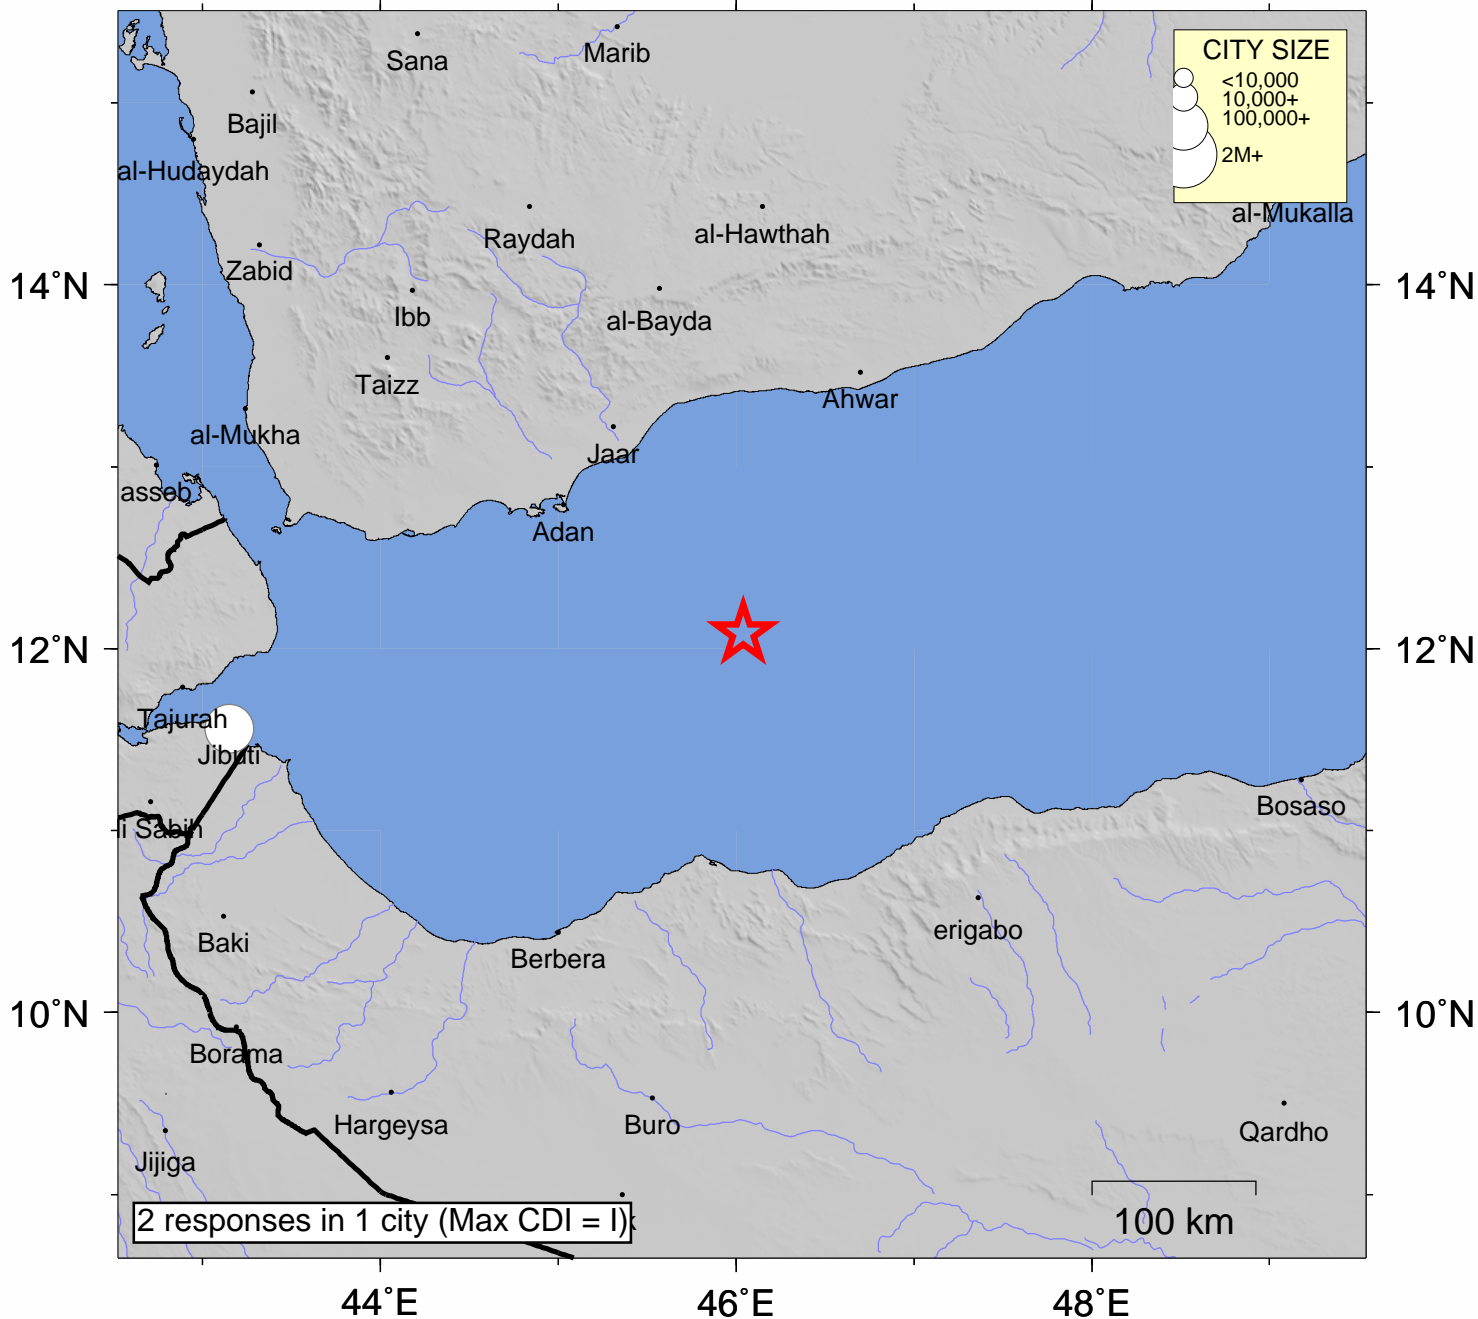 Sana
Marib
CITY SIZE
<10,000
10,000+
100,000+
2M+
Bajil
al-Hudaydah
al-Mukalla
Raydah
al-Hawthah
Zabid
14°N
14°N
Ibb
al-Bayda
Taizz
Ahwar
al-Mukha
Jaar
asseb
Adan
12°N
12°N
Tajurah
Jibuti
Bosaso
li Sabih
erigabo
Baki
Berbera
10°N
10°N
Borama
Hargeysa
Buro
Qardho
Jijiga
2 responses in 1 city (Max CDI = I)
100 km
44°E
46°E
48°E